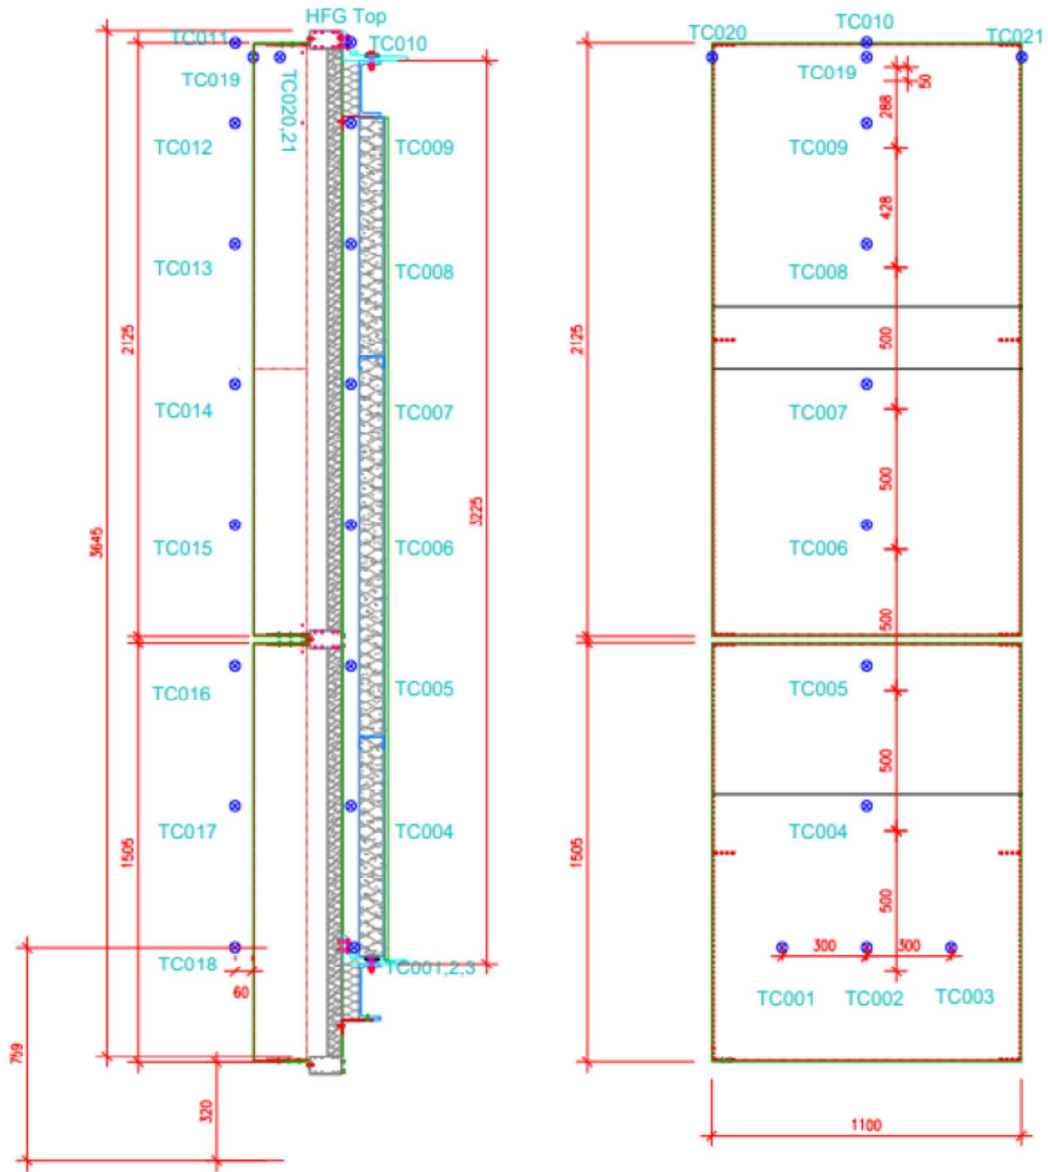 HFG Top
TC011
TC010
TC019
TC020,21
TC012
TC009
TC013
TC008
2125
TC014
TC007
3645
3225
TC015
TC006
TC016
TC005
TC017
TC004
1505
TC018
TC001,2,3
60
759
320
TC010
TC020
TC021
TC019
50
288
TC009
428
TC008
2125
500
TC007
500
TC006
500
TC005
500
TC004
1505
500
300
300
TC001
TC002
TC003
1100